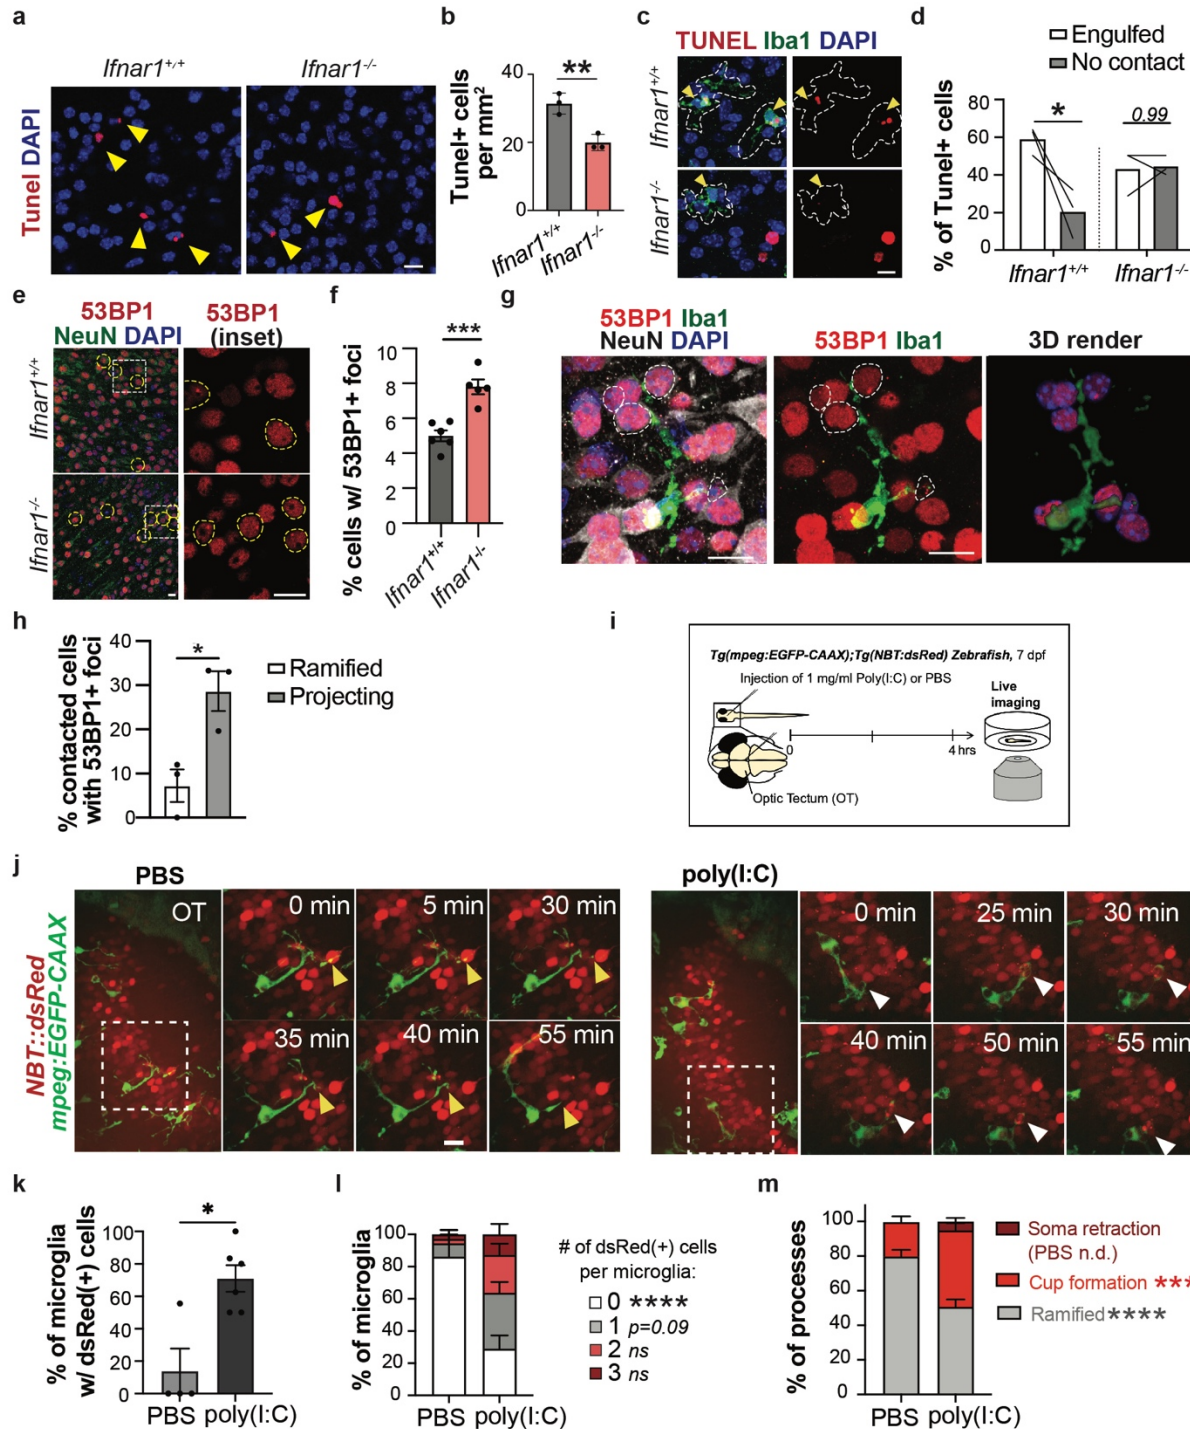 a
Ifnar1+/+
Ifnar1-/-
Tunel DAPI
b
**
40
20
0
Tunel+ cells
per mm²
Ifnar1+/+
Ifnar1-/-
c
TUNEL Iba1 DAPI
Ifnar1+/+
Ifnar1-/-
d
Engulfed
No contact
*
0.99
80
60
40
20
0
% of Tunel+ cells
Ifnar1+/+
Ifnar1-/-
e
53BP1
NeuN DAPI
53BP1
(inset)
Ifnar1+/+
Ifnar1-/-
f
***
10
8
6
4
2
0
% cells w/ 53BP1+ foci
Ifnar1+/+
Ifnar1-/-
g
53BP1 Iba1
NeuN DAPI
53BP1 Iba1
3D render
h
*
40
30
20
10
0
% contacted cells
with 53BP1+ foci
Ramified
Projecting
i
Tg(mpeg:EGFP-CAAX);Tg(NBT:dsRed) Zebrafish, 7 dpf
Injection of 1 mg/ml Poly(I:C) or PBS
Live
imaging
0
4 hrs
Optic Tectum (OT)
j
PBS
NBT::dsRed
mpeg:EGFP-CAAX
OT
0 min
5 min
30 min
35 min
40 min
55 min
poly(I:C)
0 min
25 min
30 min
40 min
50 min
55 min
k
*
100
80
60
40
20
0
% of microglia
w/ dsRed(+) cells
PBS
poly(I:C)
l
100
80
60
40
20
0
% of microglia
PBS
poly(I:C)
# of dsRed(+) cells
per microglia:
0 ****
1 p=0.09
2 ns
3 ns
m
100
80
60
40
20
0
% of processes
PBS
poly(I:C)
Soma retraction
(PBS n.d.)
Cup formation ***
Ramified ****